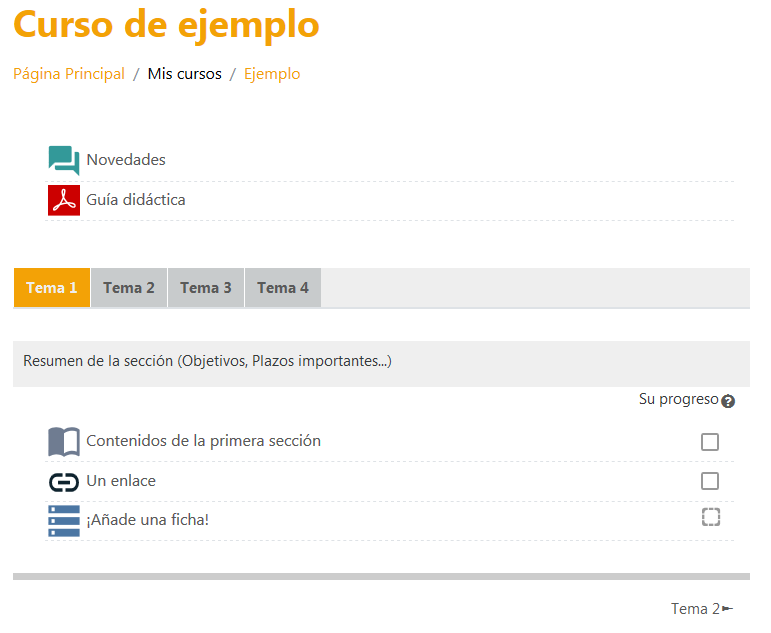 Curso de ejemplo
Página Principal / Mis cursos / Ejemplo
Novedades
Guía didáctica
Tema 1 Tema 2 Tema 3 Tema 4
Resumen de la sección (Objetivos, Plazos importantes...)
Su progreso ?
Contenidos de la primera sección
Un enlace
¡Añade una ficha!
Tema 2►